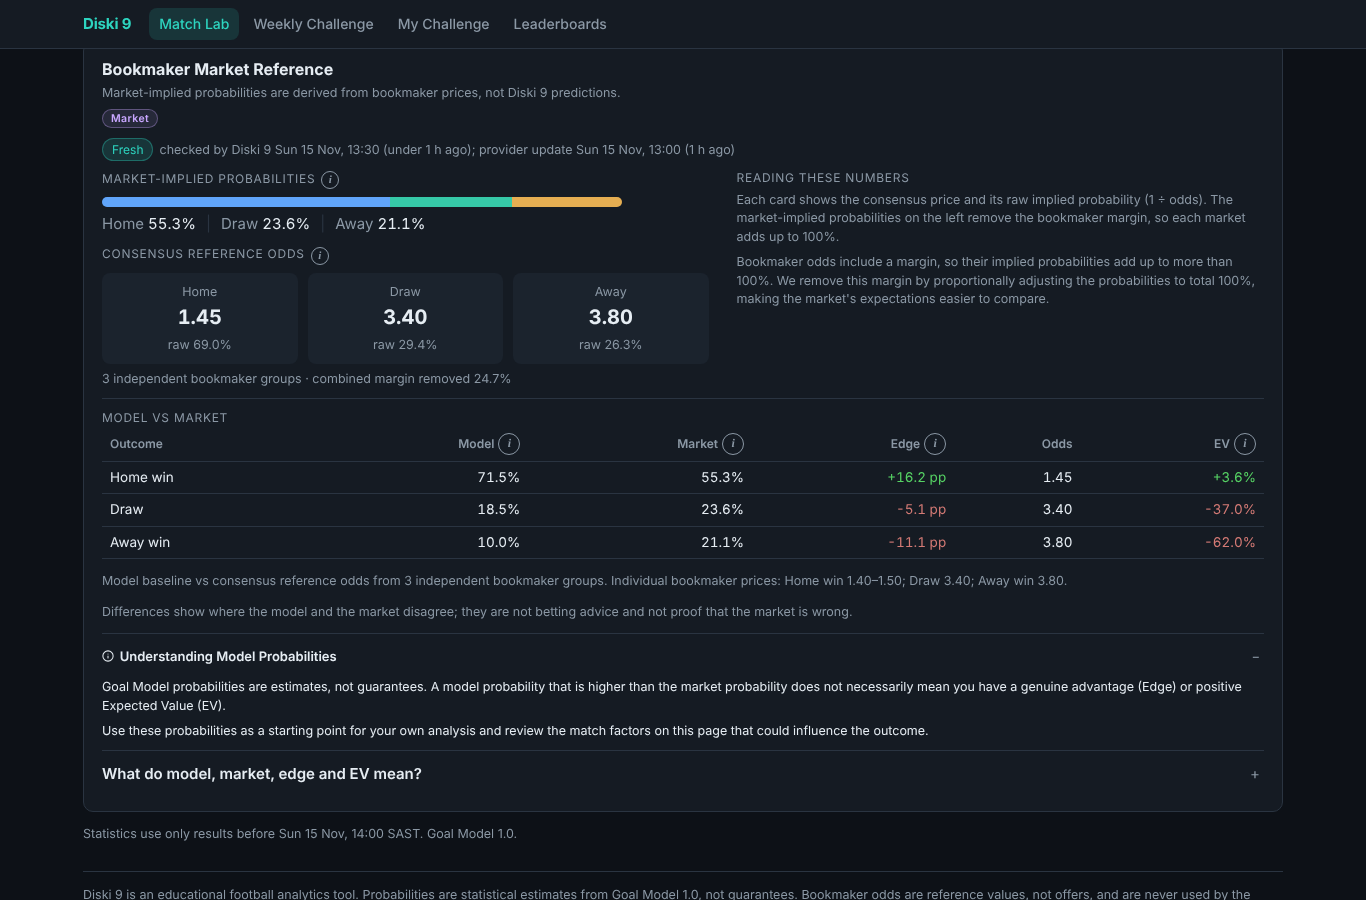 Diski 9 Match Lab Weekly Challenge My Challenge Leaderboards
Bookmaker Market Reference
Market-implied probabilities are derived from bookmaker prices, not Diski 9 predictions.
Market
Fresh checked by Diski 9 Sun 15 Nov, 13:30 (under 1 h ago); provider update Sun 15 Nov, 13:00 (1 h ago)
MARKET-IMPLIED PROBABILITIES i
Home 55.3% Draw 23.6% Away 21.1%
CONSENSUS REFERENCE ODDS i
Home Draw Away
1.45 3.40 3.80
raw 69.0% raw 29.4% raw 26.3%
3 independent bookmaker groups · combined margin removed 24.7%
READING THESE NUMBERS
Each card shows the consensus price and its raw implied probability (1 ÷ odds). The
market-implied probabilities on the left remove the bookmaker margin, so each market
adds up to 100%.
Bookmaker odds include a margin, so their implied probabilities add up to more than
100%. We remove this margin by proportionally adjusting the probabilities to total 100%,
making the market's expectations easier to compare.
MODEL VS MARKET
Outcome Model i Market i Edge i Odds EV i
Home win 71.5% 55.3% +16.2 pp 1.45 +3.6%
Draw 18.5% 23.6% -5.1 pp 3.40 -37.0%
Away win 10.0% 21.1% -11.1 pp 3.80 -62.0%
Model baseline vs consensus reference odds from 3 independent bookmaker groups. Individual bookmaker prices: Home win 1.40–1.50; Draw 3.40; Away win 3.80.
Differences show where the model and the market disagree; they are not betting advice and not proof that the market is wrong.
Understanding Model Probabilities −
Goal Model probabilities are estimates, not guarantees. A model probability that is higher than the market probability does not necessarily mean you have a genuine advantage (Edge) or positive
Expected Value (EV).
Use these probabilities as a starting point for your own analysis and review the match factors on this page that could influence the outcome.
What do model, market, edge and EV mean? +
Statistics use only results before Sun 15 Nov, 14:00 SAST. Goal Model 1.0.
Diski 9 is an educational football analytics tool. Probabilities are statistical estimates from Goal Model 1.0, not guarantees. Bookmaker odds are reference values, not offers, and are never used by the